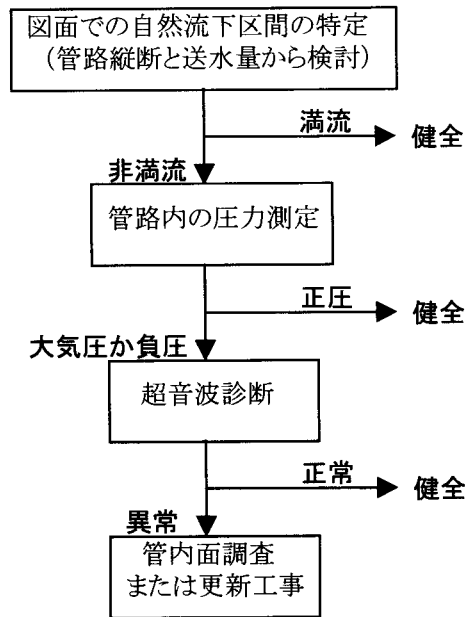 図面での自然流下区間の特定
（管路縦断と送水量から検討）
満流
健全
非満流
管路内の圧力測定
正圧
健全
大気圧か負圧
超音波診断
正常
健全
異常
管内面調査
または更新工事